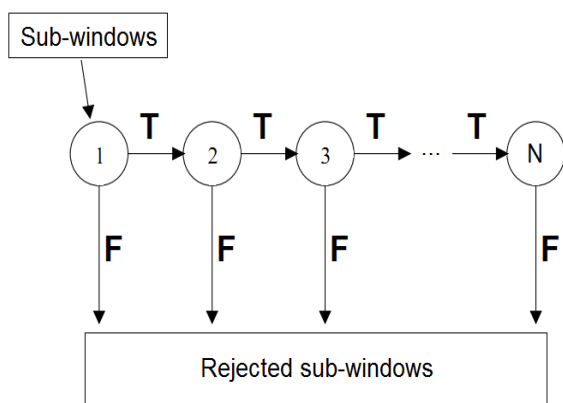 Sub-windows
T T T T
1 2 3 ... N
F F F F
Rejected sub-windows